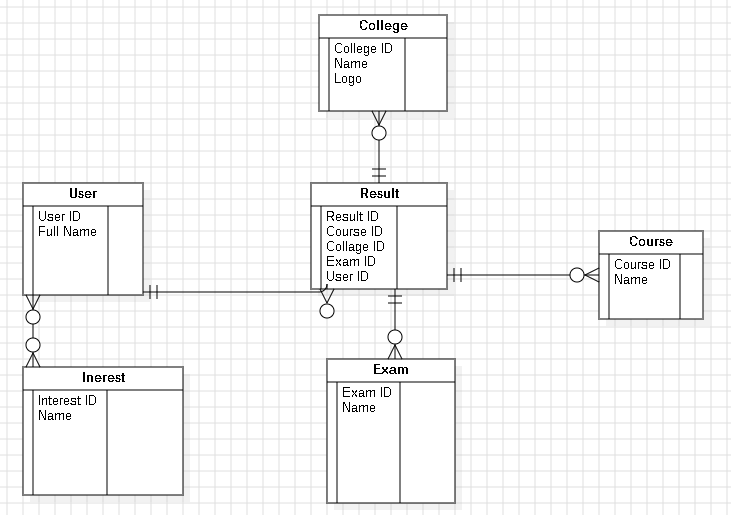 College
College ID
Name
Logo
User
User ID
Full Name
Result
Result ID
Course ID
Collage ID
Exam ID
User ID
Course
Course ID
Name
Inerest
Interest ID
Name
Exam
Exam ID
Name